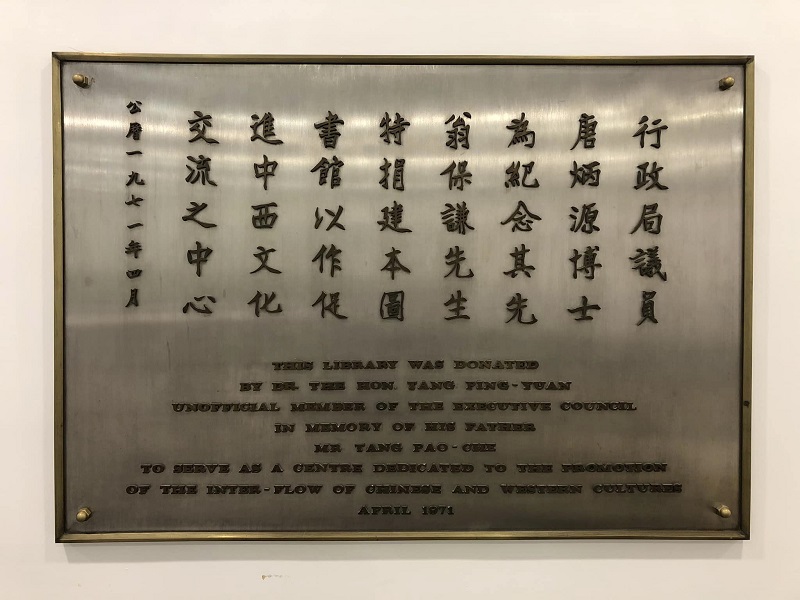 行政局議員
唐炳源博士
為紀念其先
翁保謙先生
特捐建本圖
書館以作促
進中西文化
交流之中心
公曆一九七一年四月
THIS LIBRARY WAS DONATED
BY DR. THE HON. TANG PING-YUAN
UNOFFICIAL MEMBER OF THE EXECUTIVE COUNCIL
IN MEMORY OF HIS FATHER
MR TANG PAO-CHE
TO SERVE AS A CENTRE DEDICATED TO THE PROMOTION
OF THE INTER-FLOW OF CHINESE AND WESTERN CULTURES
APRIL 1971